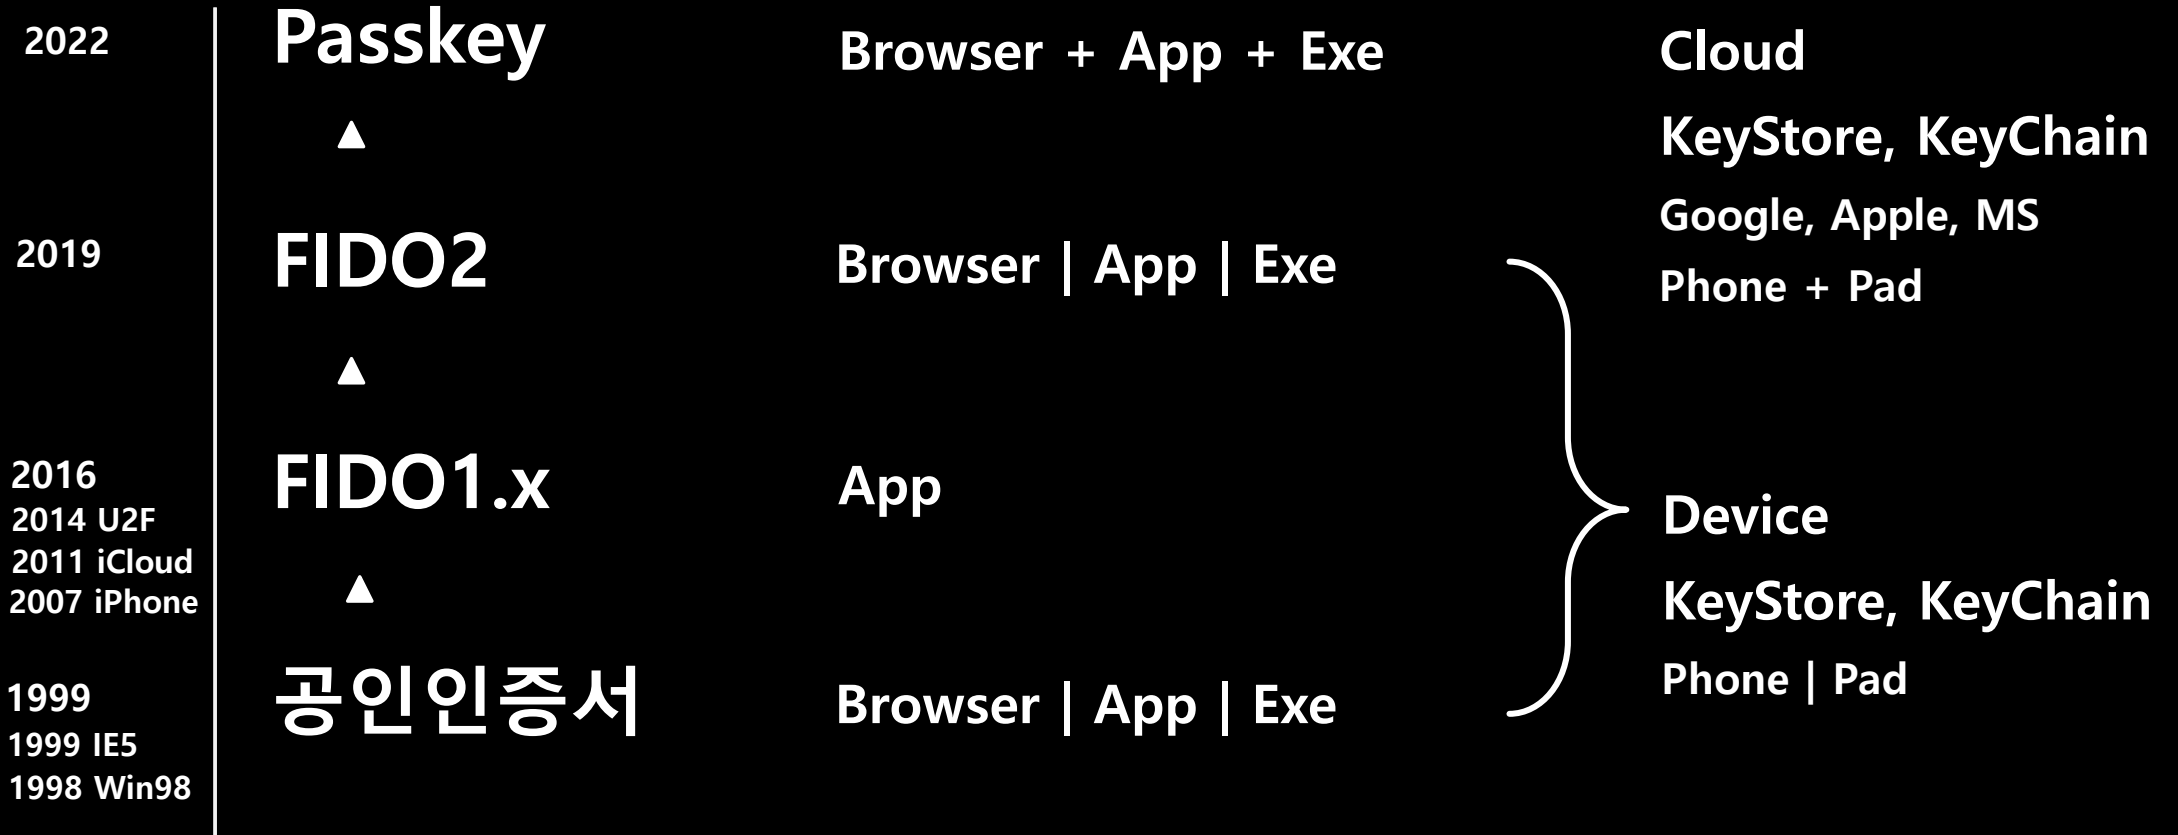 2022
Passkey
Browser + App + Exe
Cloud
KeyStore, KeyChain
Google, Apple, MS
Phone + Pad
▲
2019
FIDO2
Browser | App | Exe
▲
2016
2014 U2F
2011 iCloud
2007 iPhone
FIDO1.x
App
Device
KeyStore, KeyChain
Phone | Pad
▲
1999
1999 IE5
1998 Win98
공인인증서
Browser | App | Exe